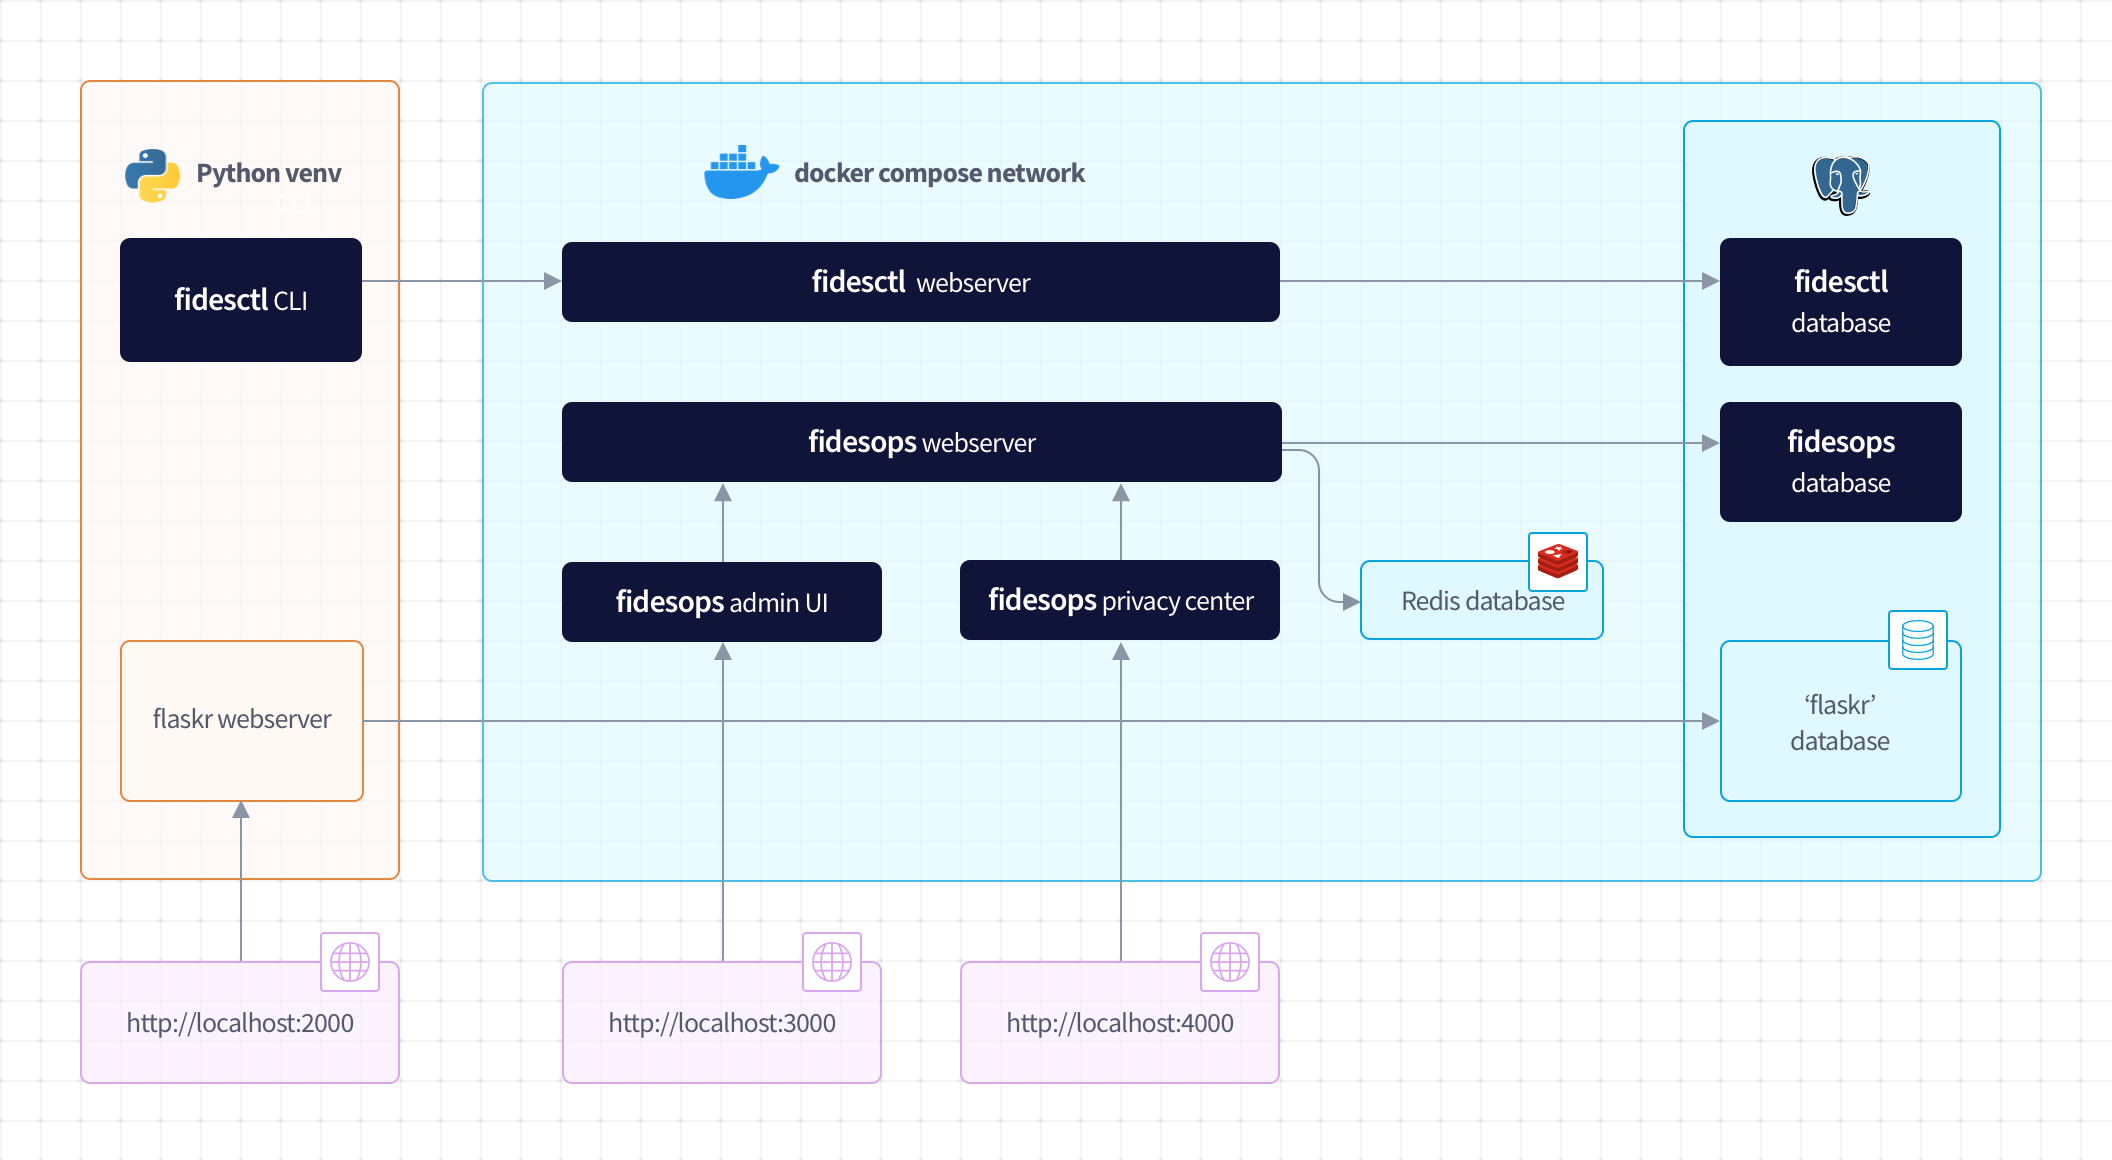 Python venv
CLI
docker compose network
fidesctl CLI
fidesctl webserver
fidesctl
database
fidesops webserver
fidesops
database
fidesops admin UI
fidesops privacy center
Redis database
flaskr webserver
‘flaskr’
database
http://localhost:2000
http://localhost:3000
http://localhost:4000